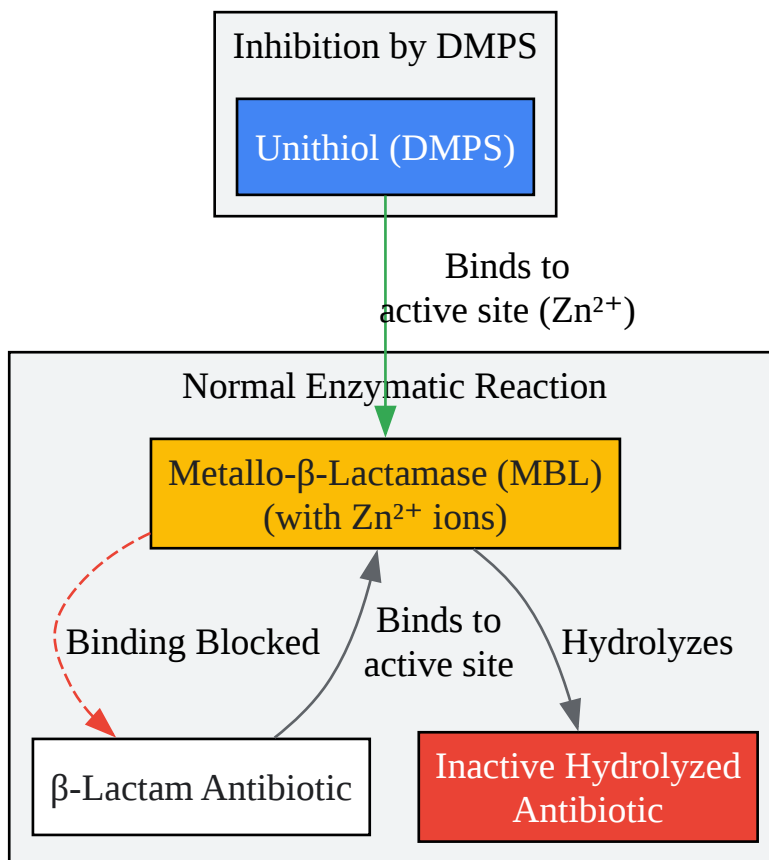 Inhibition by DMPS
Unithiol (DMPS)
Binds to
active site (Zn²⁺)
Normal Enzymatic Reaction
Metallo-β-Lactamase (MBL)
(with Zn²⁺ ions)
Binding Blocked
Binds to
active site
Hydrolyzes
β-Lactam Antibiotic
Inactive Hydrolyzed
Antibiotic